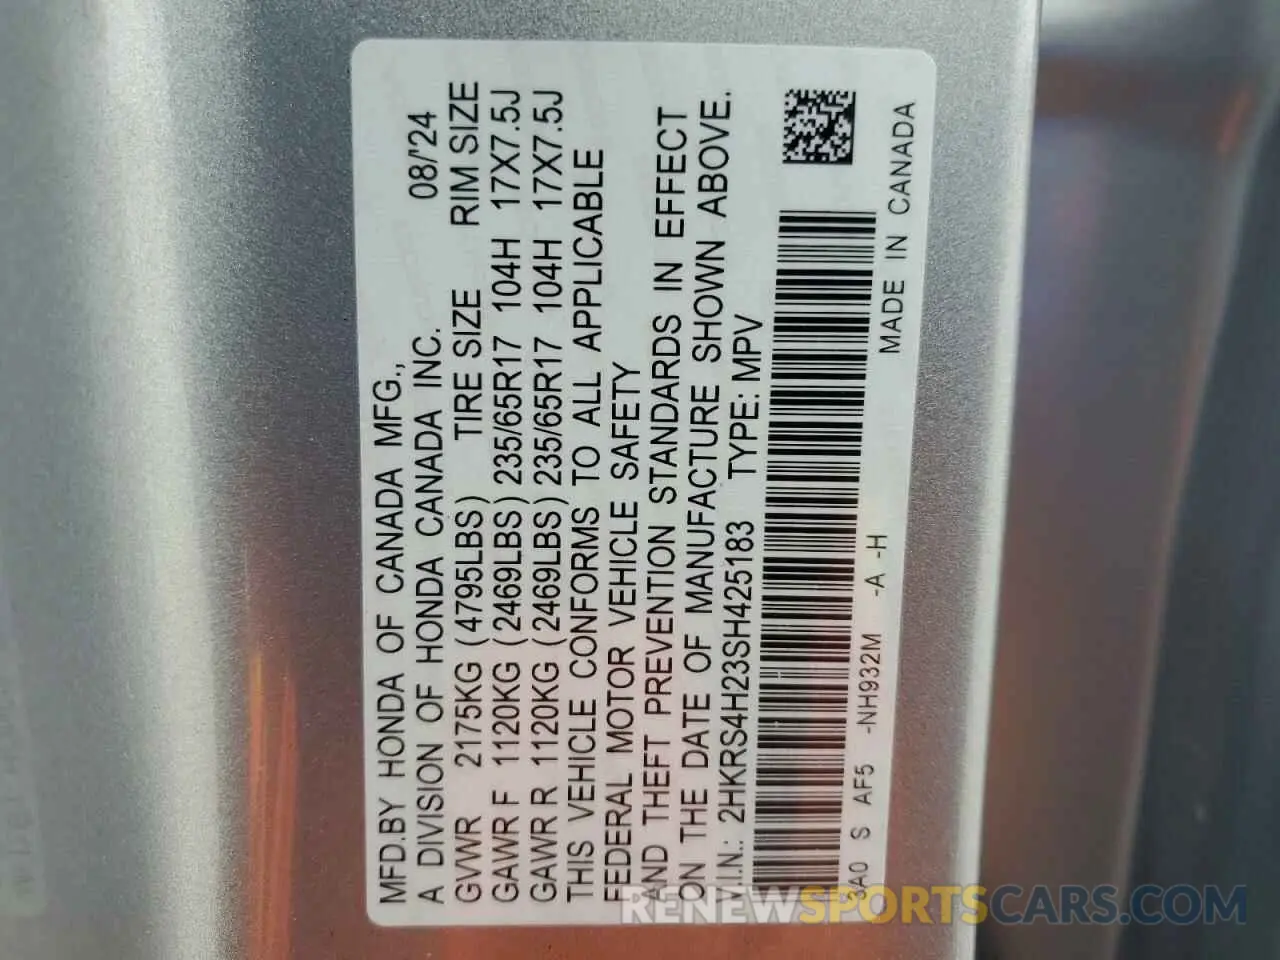 MFD.BY HONDA OF CANADA MFG.,
A DIVISION OF HONDA CANADA INC. 08/'24
GVWR 2175KG (4795LBS) TIRE SIZE RIM SIZE
GAWR F 1120KG (2469LBS) 235/65R17 104H 17X7.5J
GAWR R 1120KG (2469LBS) 235/65R17 104H 17X7.5J
THIS VEHICLE CONFORMS TO ALL APPLICABLE
FEDERAL MOTOR VEHICLE SAFETY
AND THEFT PREVENTION STANDARDS IN EFFECT
ON THE DATE OF MANUFACTURE SHOWN ABOVE.
V.I.N.: 2HKRS4H23SH425183 TYPE: MPV
3A0 S AF5 -NH932M -A -H
MADE IN CANADA
RENEWSPORTSCARS.COM